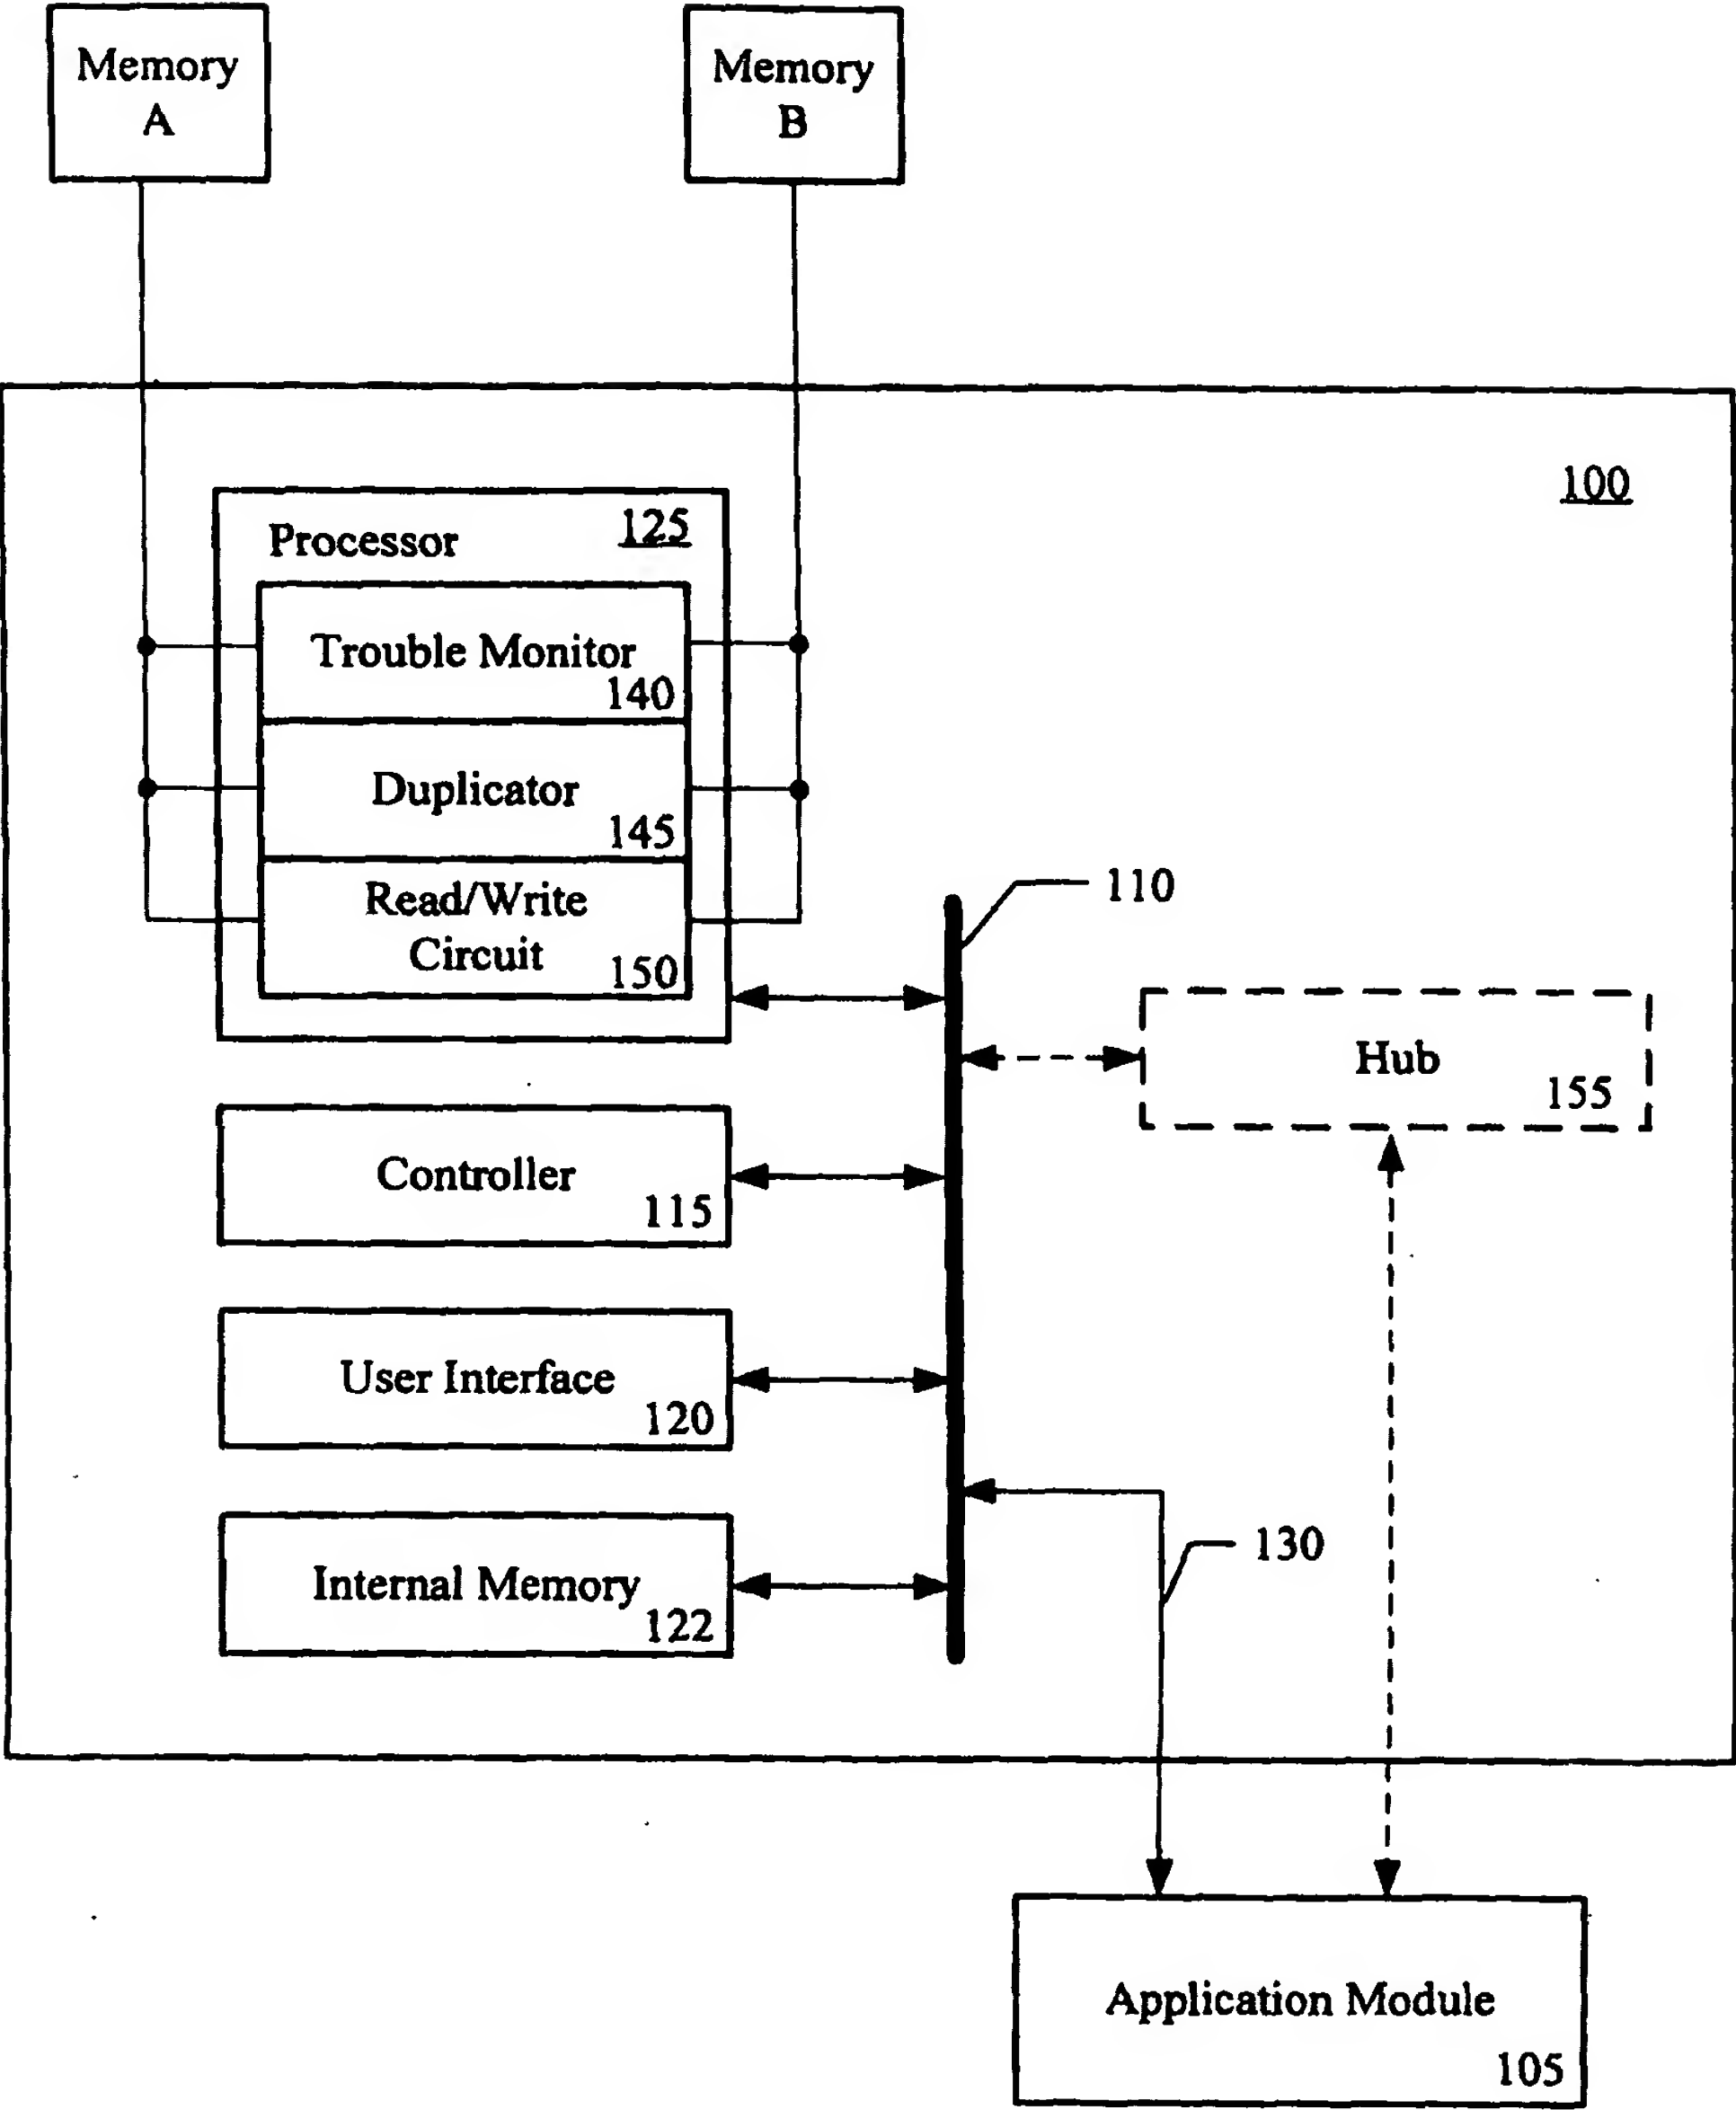 Memory
A
Memory
B
100
Processor
125
Trouble Monitor
140
Duplicator
145
Read/Write
Circuit
150
110
Hub
155
Controller
115
User Interface
120
130
Internal Memory
122
Application Module
105